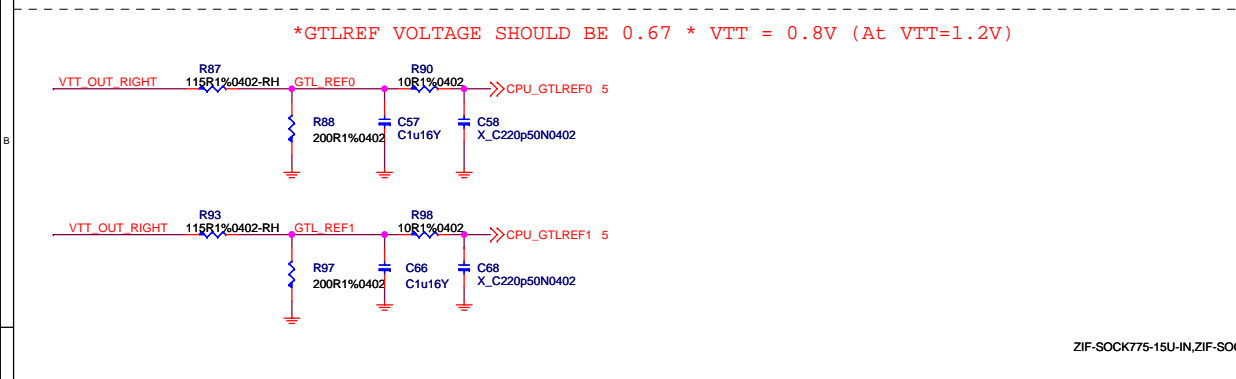 *GTLREF VOLTAGE SHOULD BE 0.67 * VTT = 0.8V (At VTT=1.2V)
R87
R90
VTT_OUT_RIGHT
115R1%0402-RH
GTL_REF0
10R1%0402
CPU_GTLREF0 5
R88
200R1%0402
C57
C1u16Y
C58
X_C220p50N0402
B
R93
R98
VTT_OUT_RIGHT
115R1%0402-RH
GTL_REF1
10R1%0402
CPU_GTLREF1 5
R97
200R1%0402
C66
C1u16Y
C68
X_C220p50N0402
ZIF-SOCK775-15U-IN,ZIF-SO